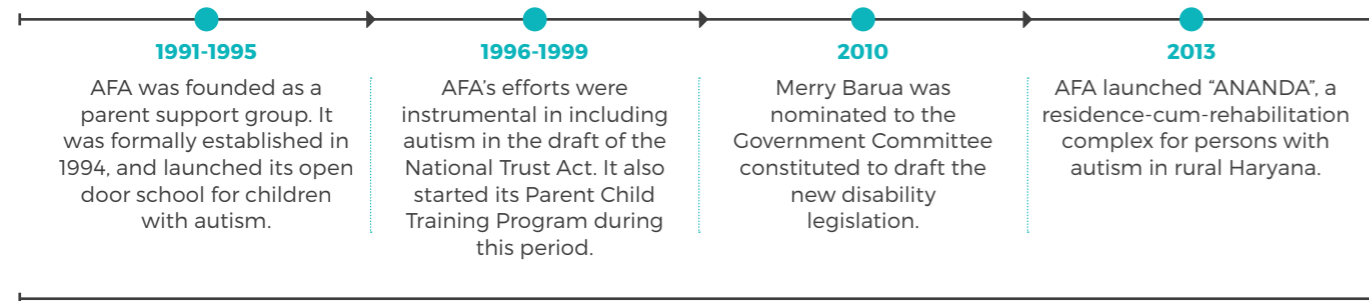 1991-1995
AFA was founded as a
parent support group. It
was formally established in
1994, and launched its open
door school for children
with autism.
1996-1999
AFA’s efforts were
instrumental in including
autism in the draft of the
National Trust Act. It also
started its Parent Child
Training Program during
this period.
2010
Merry Barua was
nominated to the
Government Committee
constituted to draft the
new disability
legislation.
2013
AFA launched “ANANDA”, a
residence-cum-rehabilitation
complex for persons with
autism in rural Haryana.